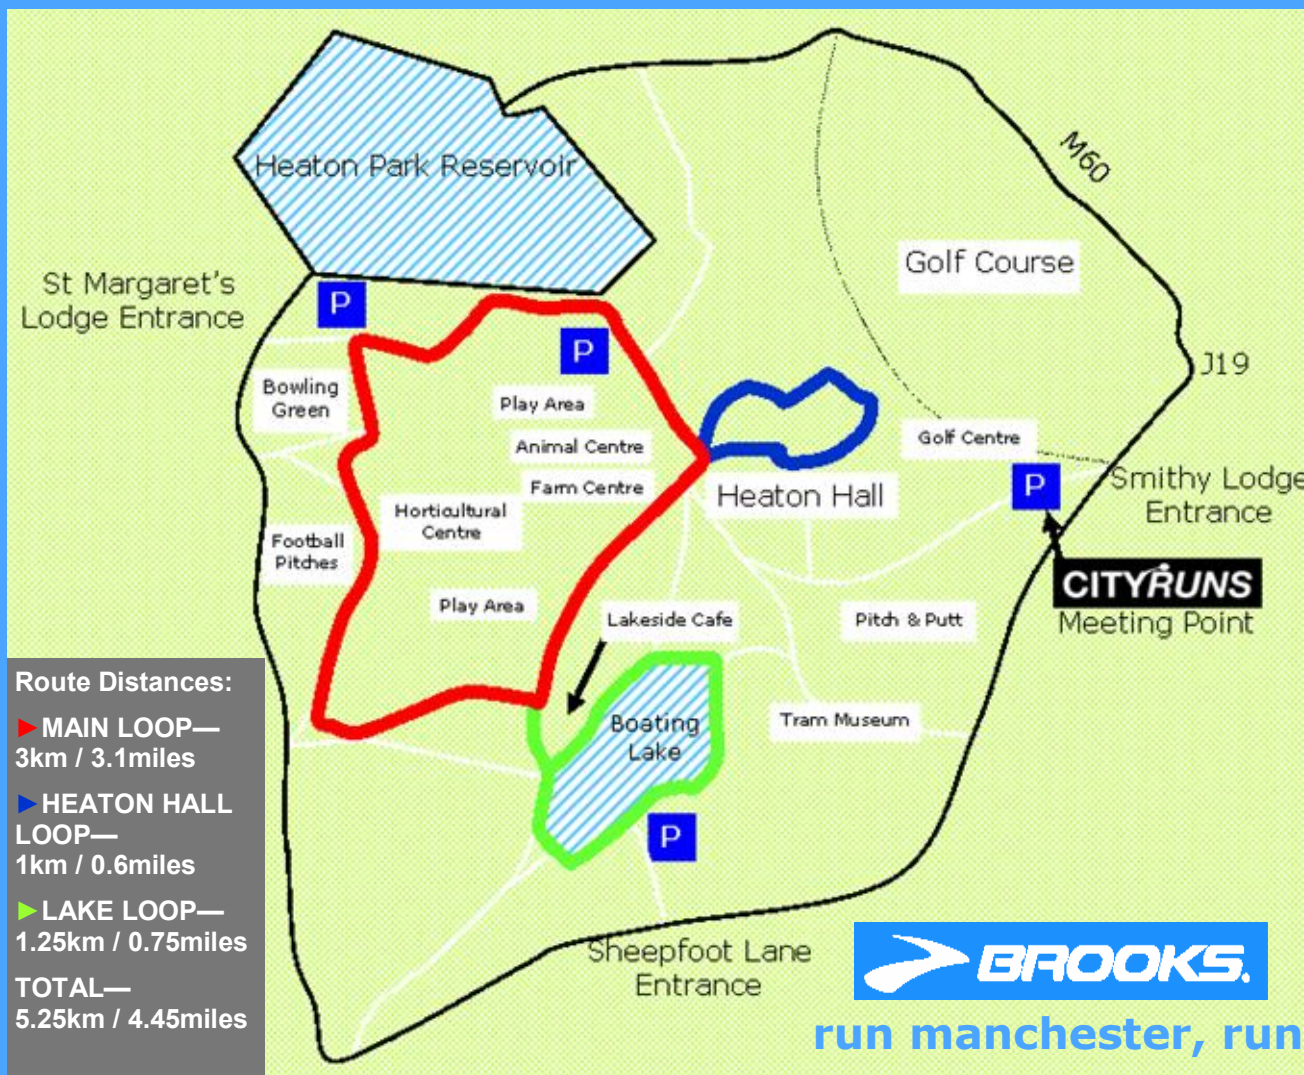 Heaton Park Reservoir
M60
Golf Course
St Margaret's
Lodge Entrance
P
P
J19
Bowling
Green
Play Area
Golf Centre
Animal Centre
Farm Centre
Heaton Hall
P
Smithy Lodge
Entrance
Horticultural
Centre
Football
Pitches
CITYRUNS
Meeting Point
Play Area
Lakeside Cafe
Pitch & Putt
Boating
Lake
Tram Museum
P
Sheepfoot Lane
Entrance
Route Distances:
►MAIN LOOP—
3km / 3.1miles
►HEATON HALL
LOOP—
1km / 0.6miles
►LAKE LOOP—
1.25km / 0.75miles
TOTAL—
5.25km / 4.45miles
BROOKS.
run manchester, run